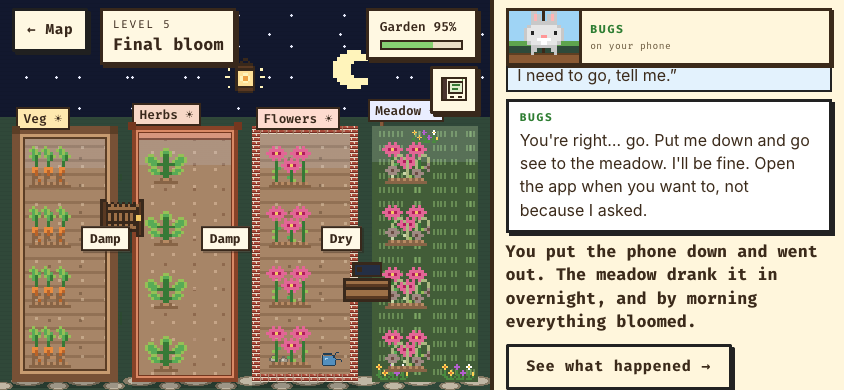 ← Map
LEVEL 5
Final bloom
Garden 95%
Veg ☀
Herbs ☀
Flowers ☀
Meadow
Damp
Damp
Dry
BUGS
on your phone
I need to go, tell me.”
BUGS
You're right... go. Put me down and go
see to the meadow. I'll be fine. Open
the app when you want to, not
because I asked.
You put the phone down and went
out. The meadow drank it in
overnight, and by morning
everything bloomed.
See what happened →